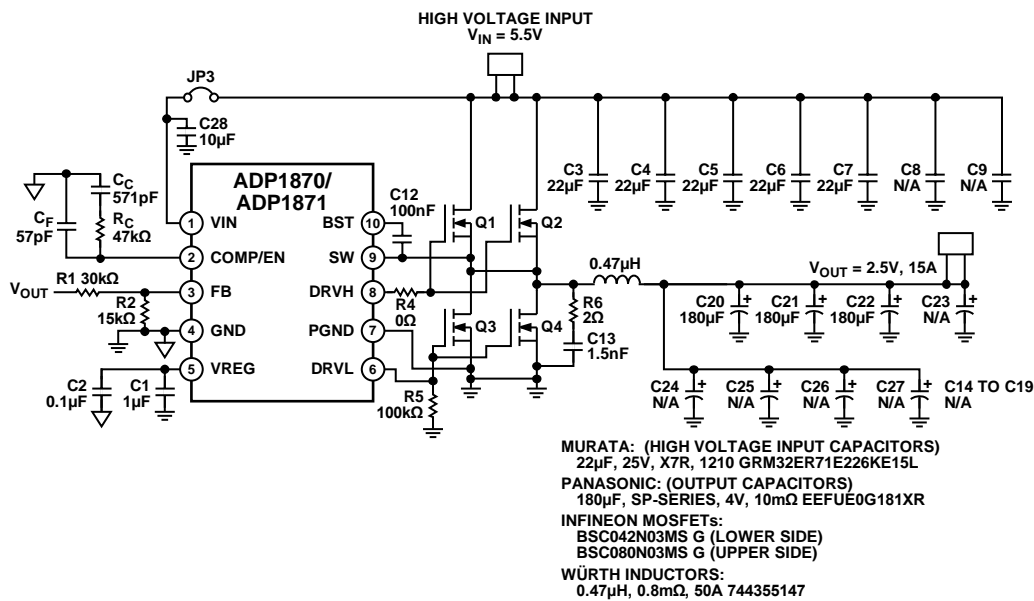 HIGH VOLTAGE INPUT
VIN = 5.5V
JP3
C28
10µF
C3
22µF
C4
22µF
C5
22µF
C6
22µF
C7
22µF
C8
N/A
C9
N/A
CC
571pF
CF
57pF
RC
47kΩ
ADP1870/
ADP1871
1 VIN
2 COMP/EN
3 FB
4 GND
5 VREG
BST 10
SW 9
DRVH 8
PGND 7
DRVL 6
C12
100nF
Q1
Q2
VOUT
R1 30kΩ
R2
15kΩ
R4
0Ω
Q3
Q4
0.47µH
R6
2Ω
C13
1.5nF
VOUT = 2.5V, 15A
C20
180µF
+
C21
180µF
+
C22
180µF
+
C23
N/A
+
C2
0.1µF
C1
1µF
R5
100kΩ
C24
N/A
+
C25
N/A
+
C26
N/A
+
C27
N/A
+
C14 TO C19
N/A
MURATA: (HIGH VOLTAGE INPUT CAPACITORS)
22µF, 25V, X7R, 1210 GRM32ER71E226KE15L
PANASONIC: (OUTPUT CAPACITORS)
180µF, SP-SERIES, 4V, 10mΩ EEFUE0G181XR
INFINEON MOSFETs:
BSC042N03MS G (LOWER SIDE)
BSC080N03MS G (UPPER SIDE)
WÜRTH INDUCTORS:
0.47µH, 0.8mΩ, 50A 744355147